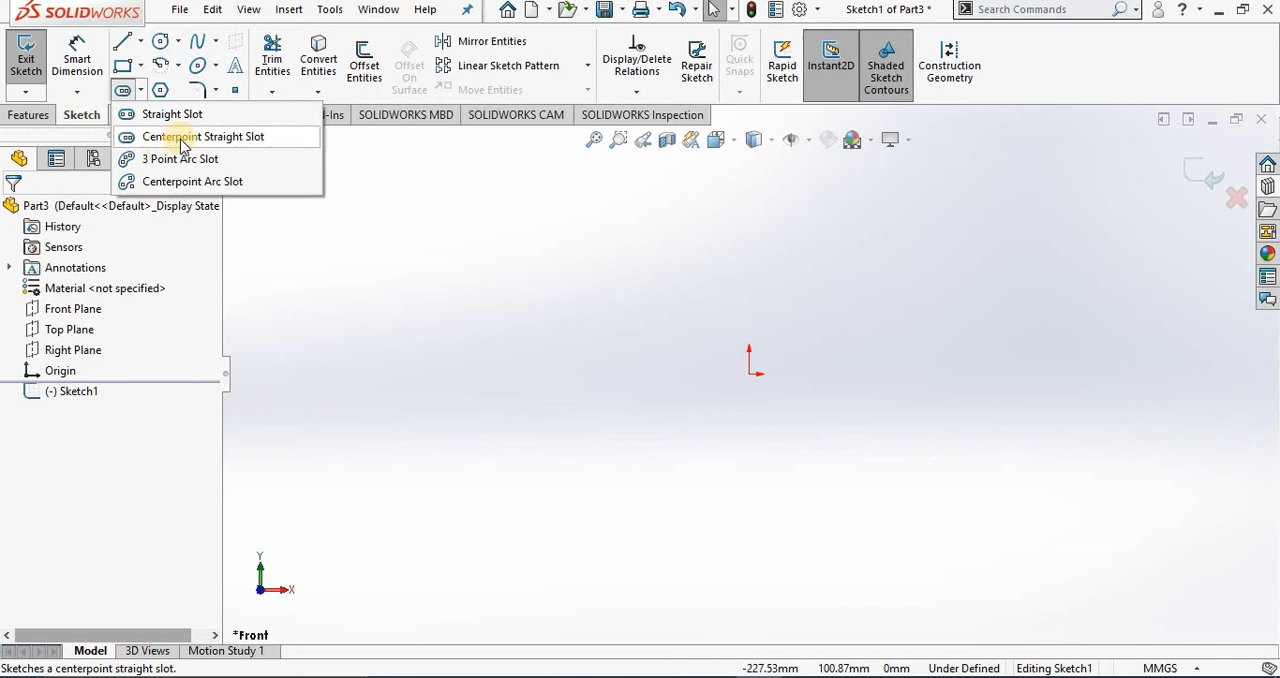 SOLIDWORKS File Edit View Insert Tools Window Help Sketch1 of Part3 * Search Commands ?
Exit Sketch
Smart Dimension
Trim Entities
Convert Entities
Offset Entities
Offset On Surface
Mirror Entities
Linear Sketch Pattern
Move Entities
Display/Delete Relations
Repair Sketch
Quick Snaps
Rapid Sketch
Instant2D
Shaded Sketch Contours
Construction Geometry
Features Sketch
-Ins SOLIDWORKS MBD SOLIDWORKS CAM SOLIDWORKS Inspection
Straight Slot
Centerpoint Straight Slot
3 Point Arc Slot
Centerpoint Arc Slot
Part3 (Default<<Default>_Display State
History
Sensors
Annotations
Material <not specified>
Front Plane
Top Plane
Right Plane
Origin
(-) Sketch1
Y
X
*Front
Model 3D Views Motion Study 1
Sketches a centerpoint straight slot. -227.53mm 100.87mm 0mm Under Defined Editing Sketch1 MMGS